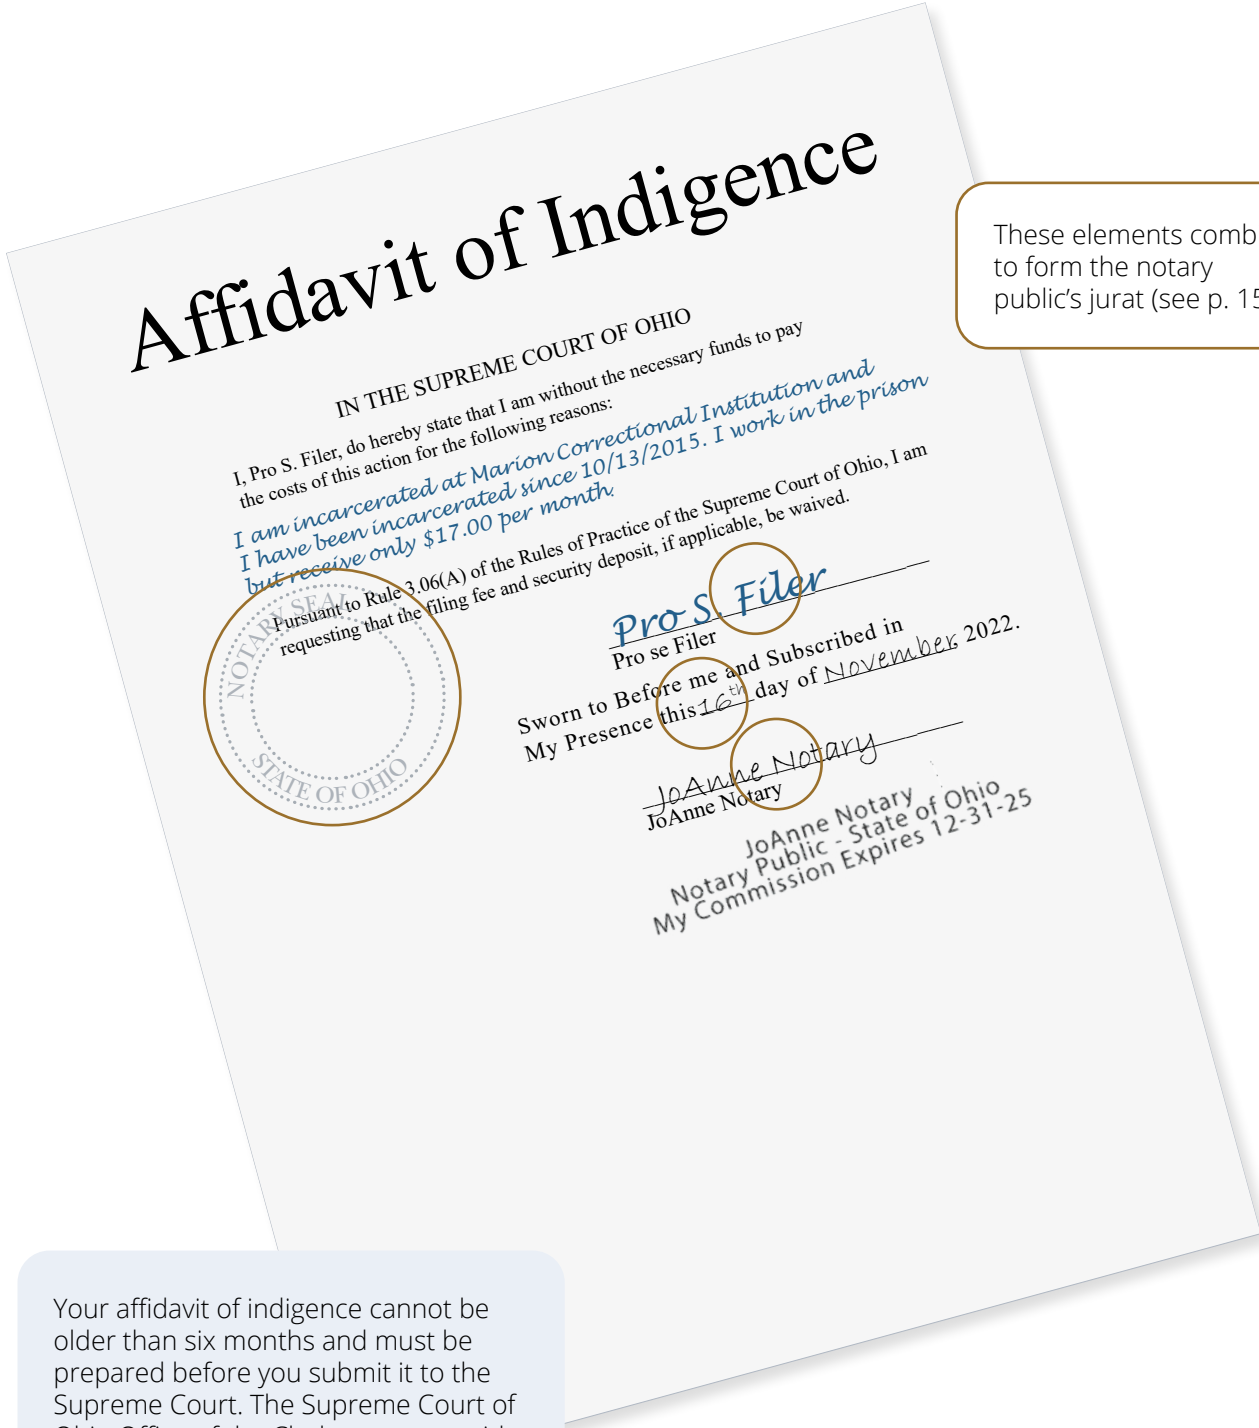 Affidavit of Indigence
IN THE SUPREME COURT OF OHIO
I, Pro S. Filer, do hereby state that I am without the necessary funds to pay
the costs of this action for the following reasons:
I am incarcerated at Marion Correctional Institution and
I have been incarcerated since 10/13/2015. I work in the prison
but receive only $17.00 per month.
Pursuant to Rule 3.06(A) of the Rules of Practice of the Supreme Court of Ohio, I am
requesting that the filing fee and security deposit, if applicable, be waived.
NOTARY SEAL
STATE OF OHIO
Pro S. Filer
Pro se Filer
Sworn to Before me and Subscribed in
My Presence this 16th day of November, 2022.
JoAnne Notary
JoAnne Notary
JoAnne Notary
Notary Public - State of Ohio
My Commission Expires 12-31-25
These elements comb
to form the notary
public's jurat (see p. 15
Your affidavit of indigence cannot be
older than six months and must be
prepared before you submit it to the
Supreme Court. The Supreme Court of